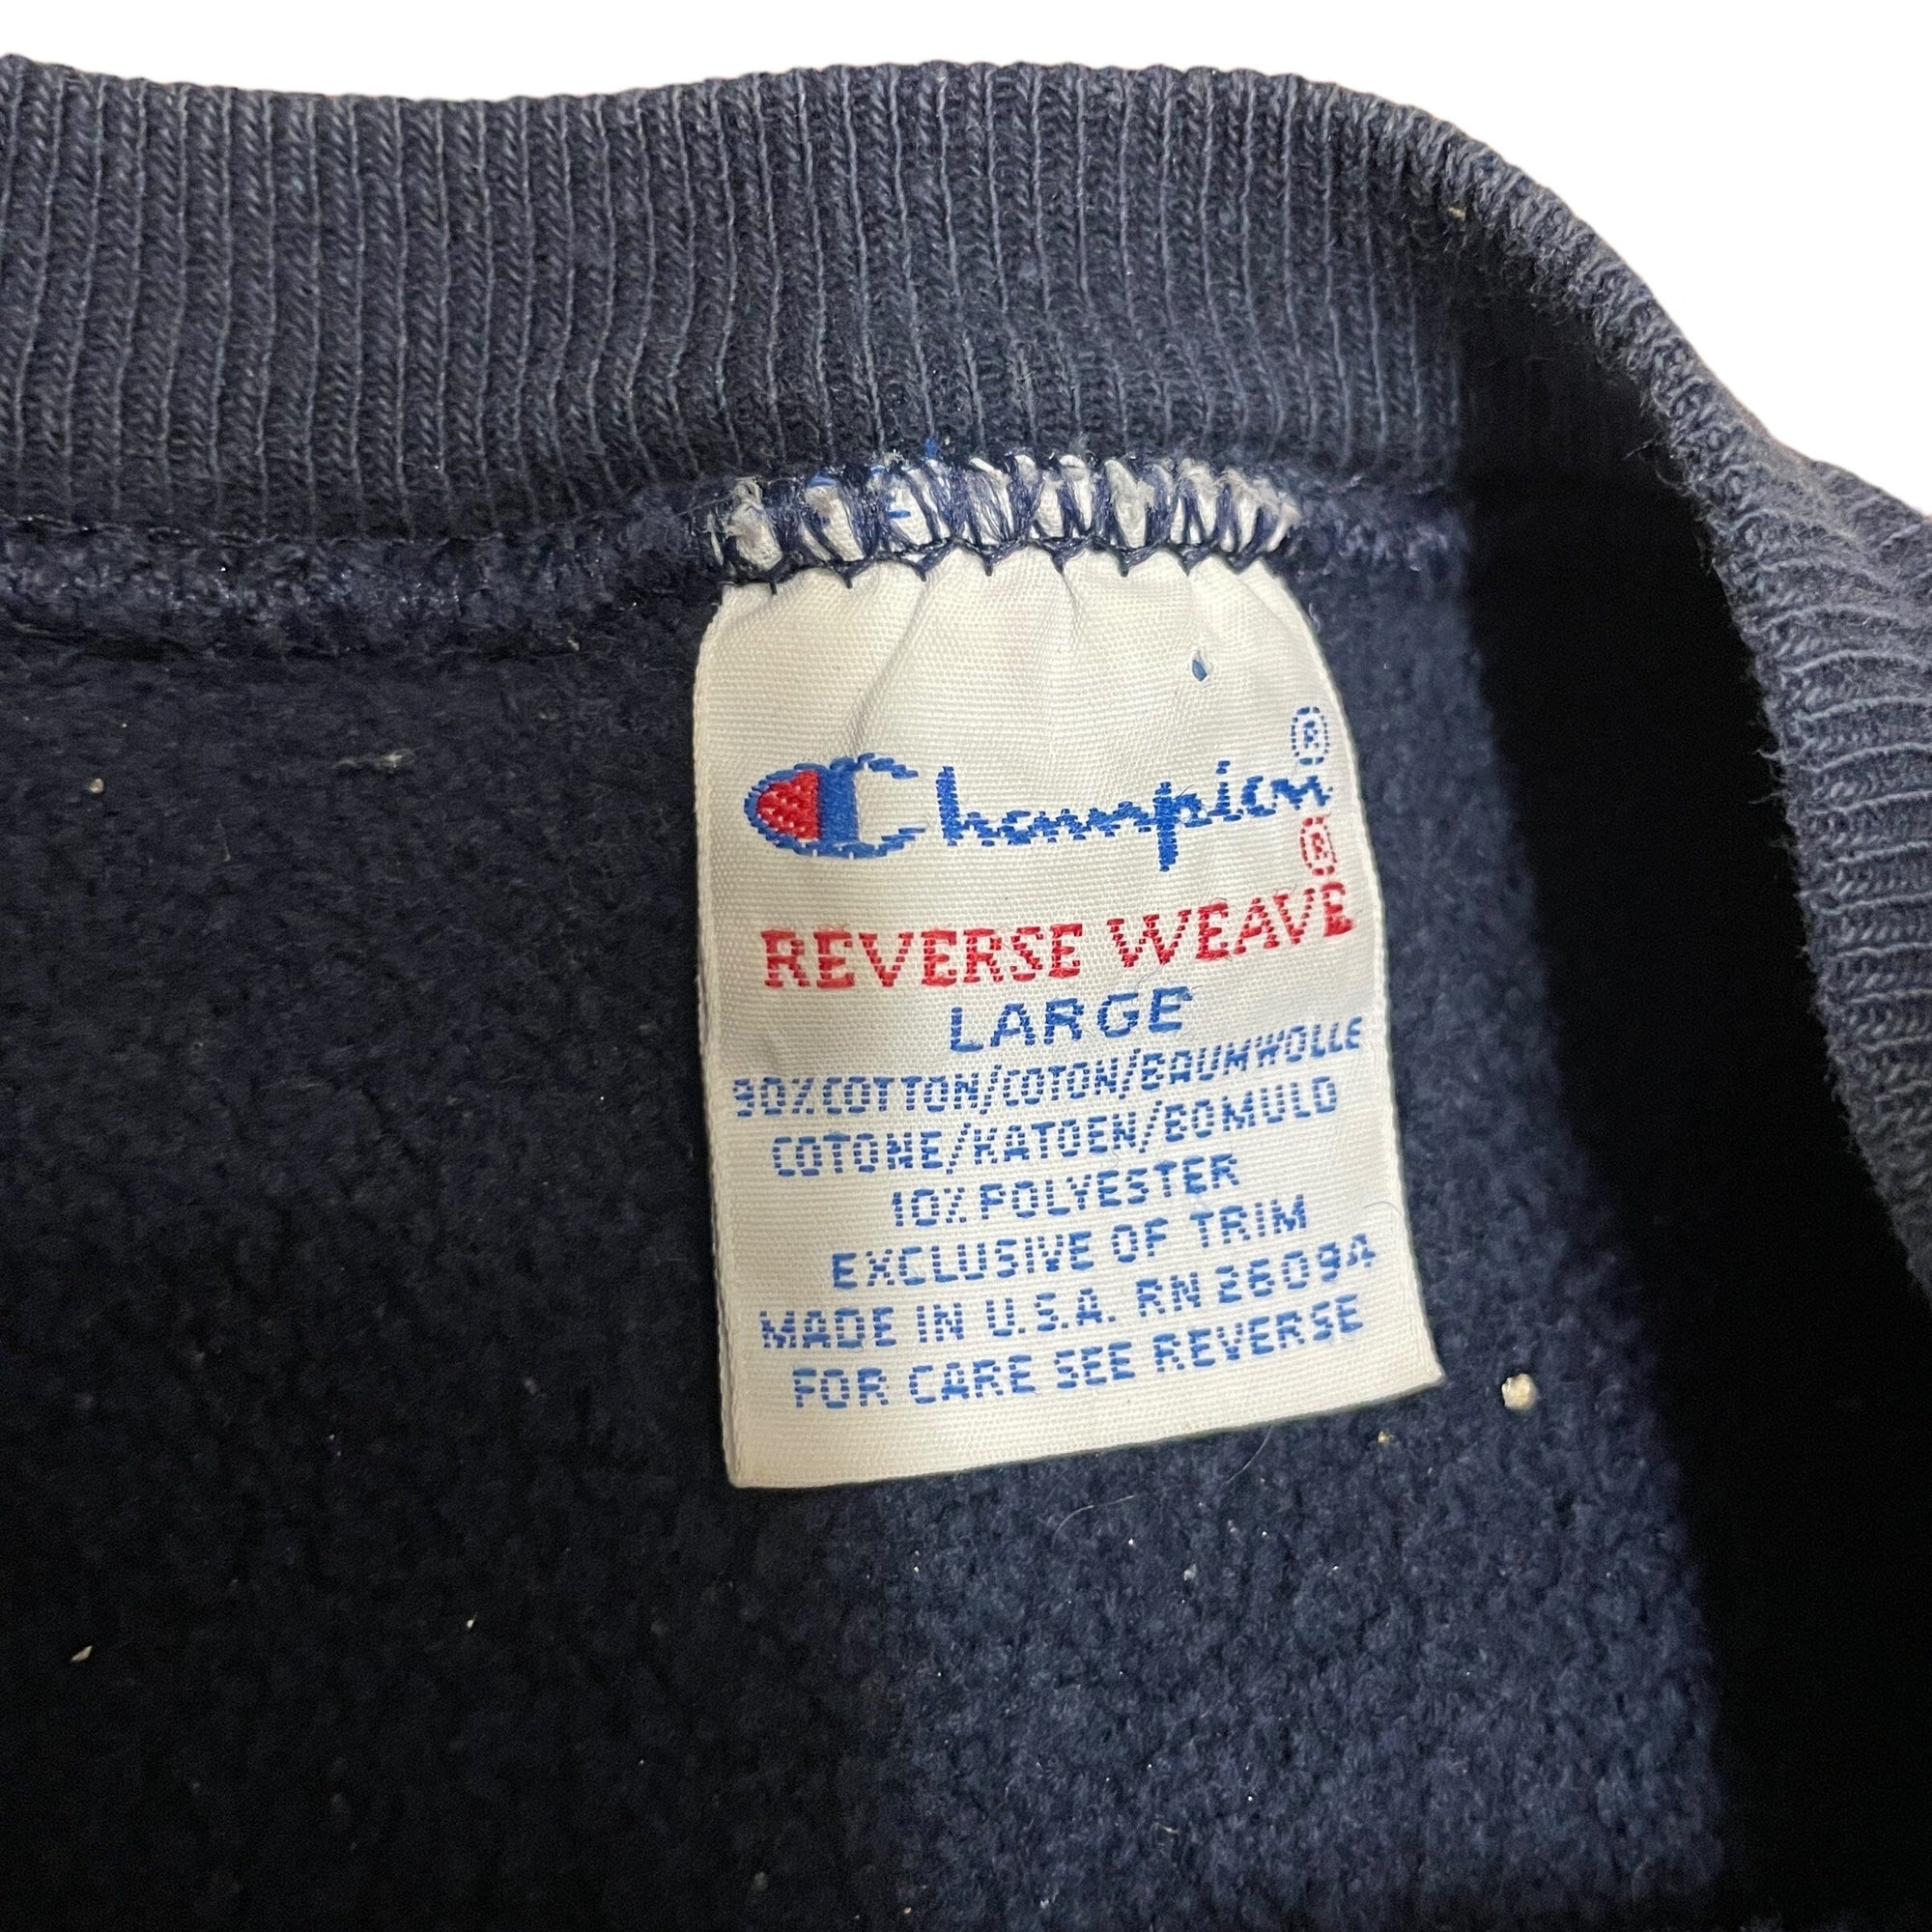 Champion®
REVERSE WEAVE®
LARGE
90% COTTON/COTON/BAUMWOLLE
COTONE/KATOEN/BOMULD
10% POLYESTER
EXCLUSIVE OF TRIM
MADE IN U.S.A. RN 26094
FOR CARE SEE REVERSE